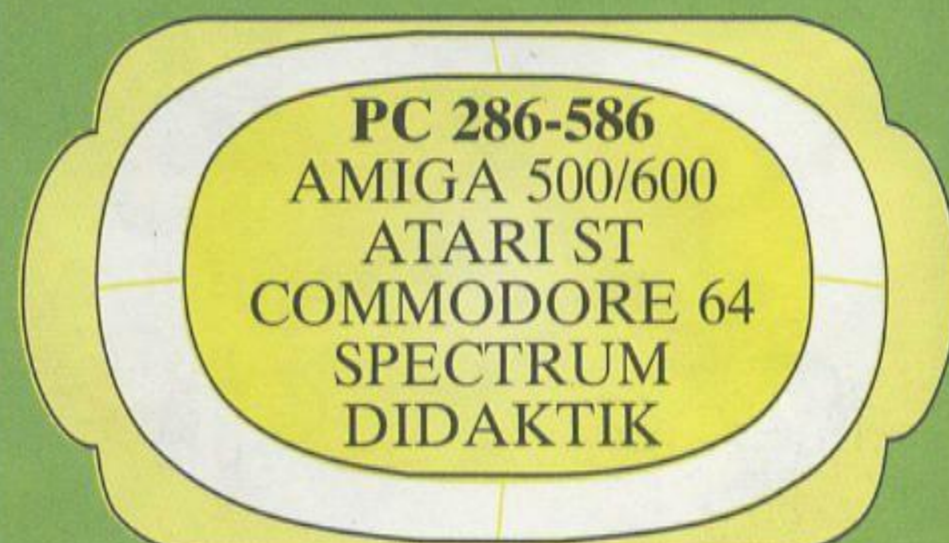 PC 286-586
AMIGA 500/600
ATARI ST
COMMODORE 64
SPECTRUM
DIDAKTIK